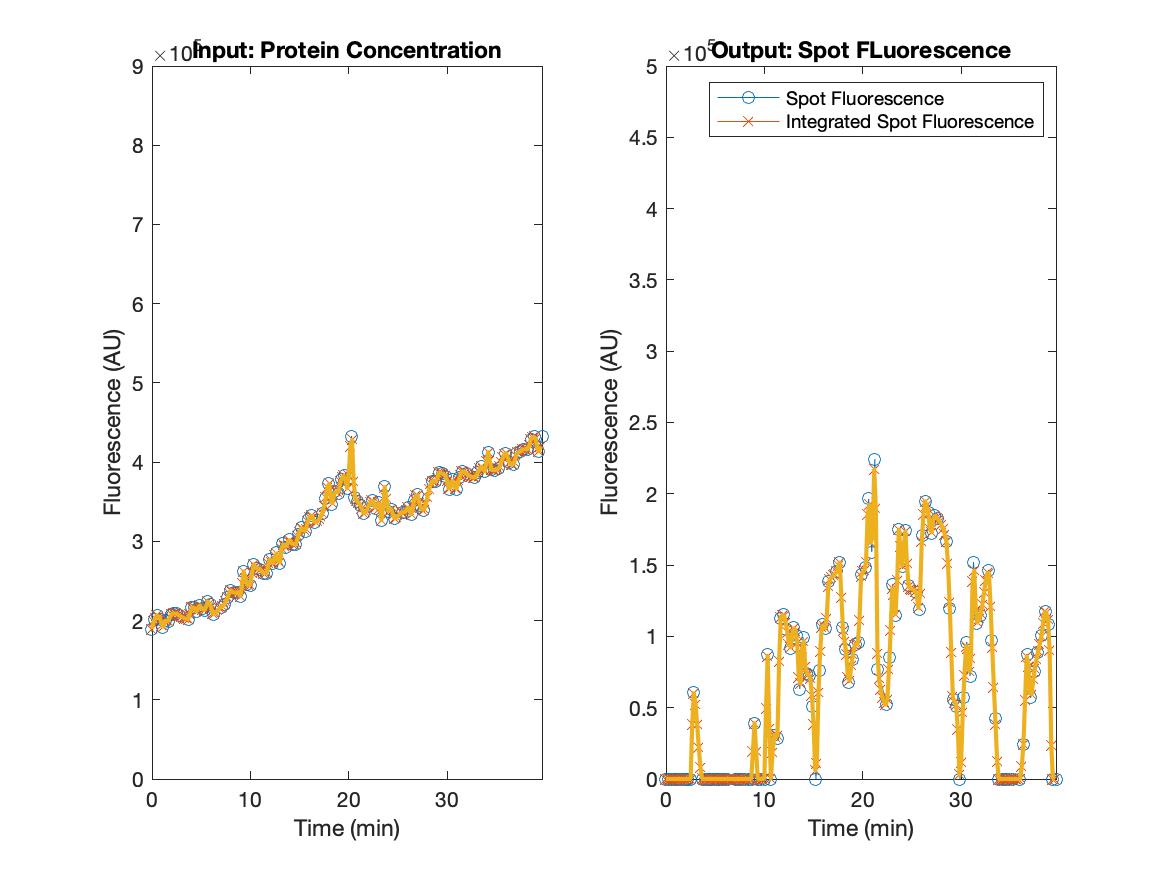 ×10⁵
Input: Protein Concentration
9
8
7
6
5
4
3
2
1
0
Fluorescence (AU)
0 10 20 30
Time (min)
×10⁵
Output: Spot FLuorescence
Spot Fluorescence
Integrated Spot Fluorescence
5
4.5
4
3.5
3
2.5
2
1.5
1
0.5
0
Fluorescence (AU)
0 10 20 30
Time (min)